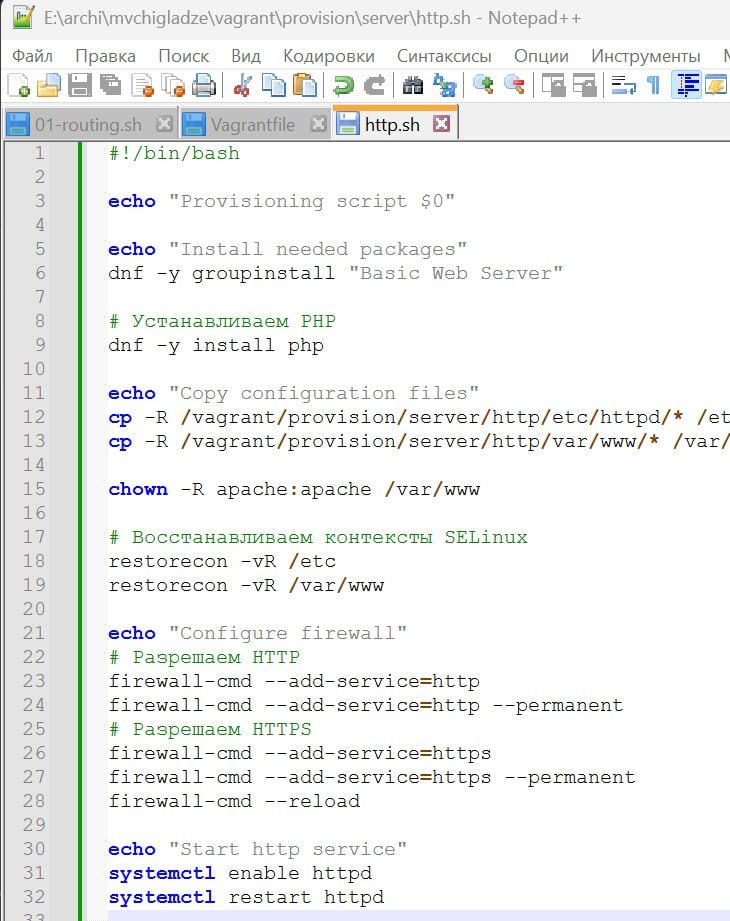 E:\archi\mvchigladze\vagrant\provision\server\http.sh - Notepad++
Файл Правка Поиск Вид Кодировки Синтаксисы Опции Инструменты
01-routing.sh Vagrantfile http.sh
1 #!/bin/bash
2
3 echo "Provisioning script $0"
4
5 echo "Install needed packages"
6 dnf -y groupinstall "Basic Web Server"
7
8 # Устанавливаем PHP
9 dnf -y install php
10
11 echo "Copy configuration files"
12 cp -R /vagrant/provision/server/http/etc/httpd/* /et
13 cp -R /vagrant/provision/server/http/var/www/* /var/
14
15 chown -R apache:apache /var/www
16
17 # Восстанавливаем контексты SELinux
18 restorecon -vR /etc
19 restorecon -vR /var/www
20
21 echo "Configure firewall"
22 # Разрешаем HTTP
23 firewall-cmd --add-service=http
24 firewall-cmd --add-service=http --permanent
25 # Разрешаем HTTPS
26 firewall-cmd --add-service=https
27 firewall-cmd --add-service=https --permanent
28 firewall-cmd --reload
29
30 echo "Start http service"
31 systemctl enable httpd
32 systemctl restart httpd
33